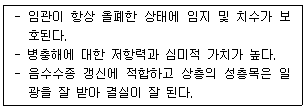 - 임관이 항상 울폐한 상태에 임지 및 치수가 보
호된다.
- 병충해에 대한 저항력과 심미적 가치가 높다.
- 음수수종 갱신에 적합하고 상층의 성층목은 일
광을 잘 받아 결실이 잘 된다.